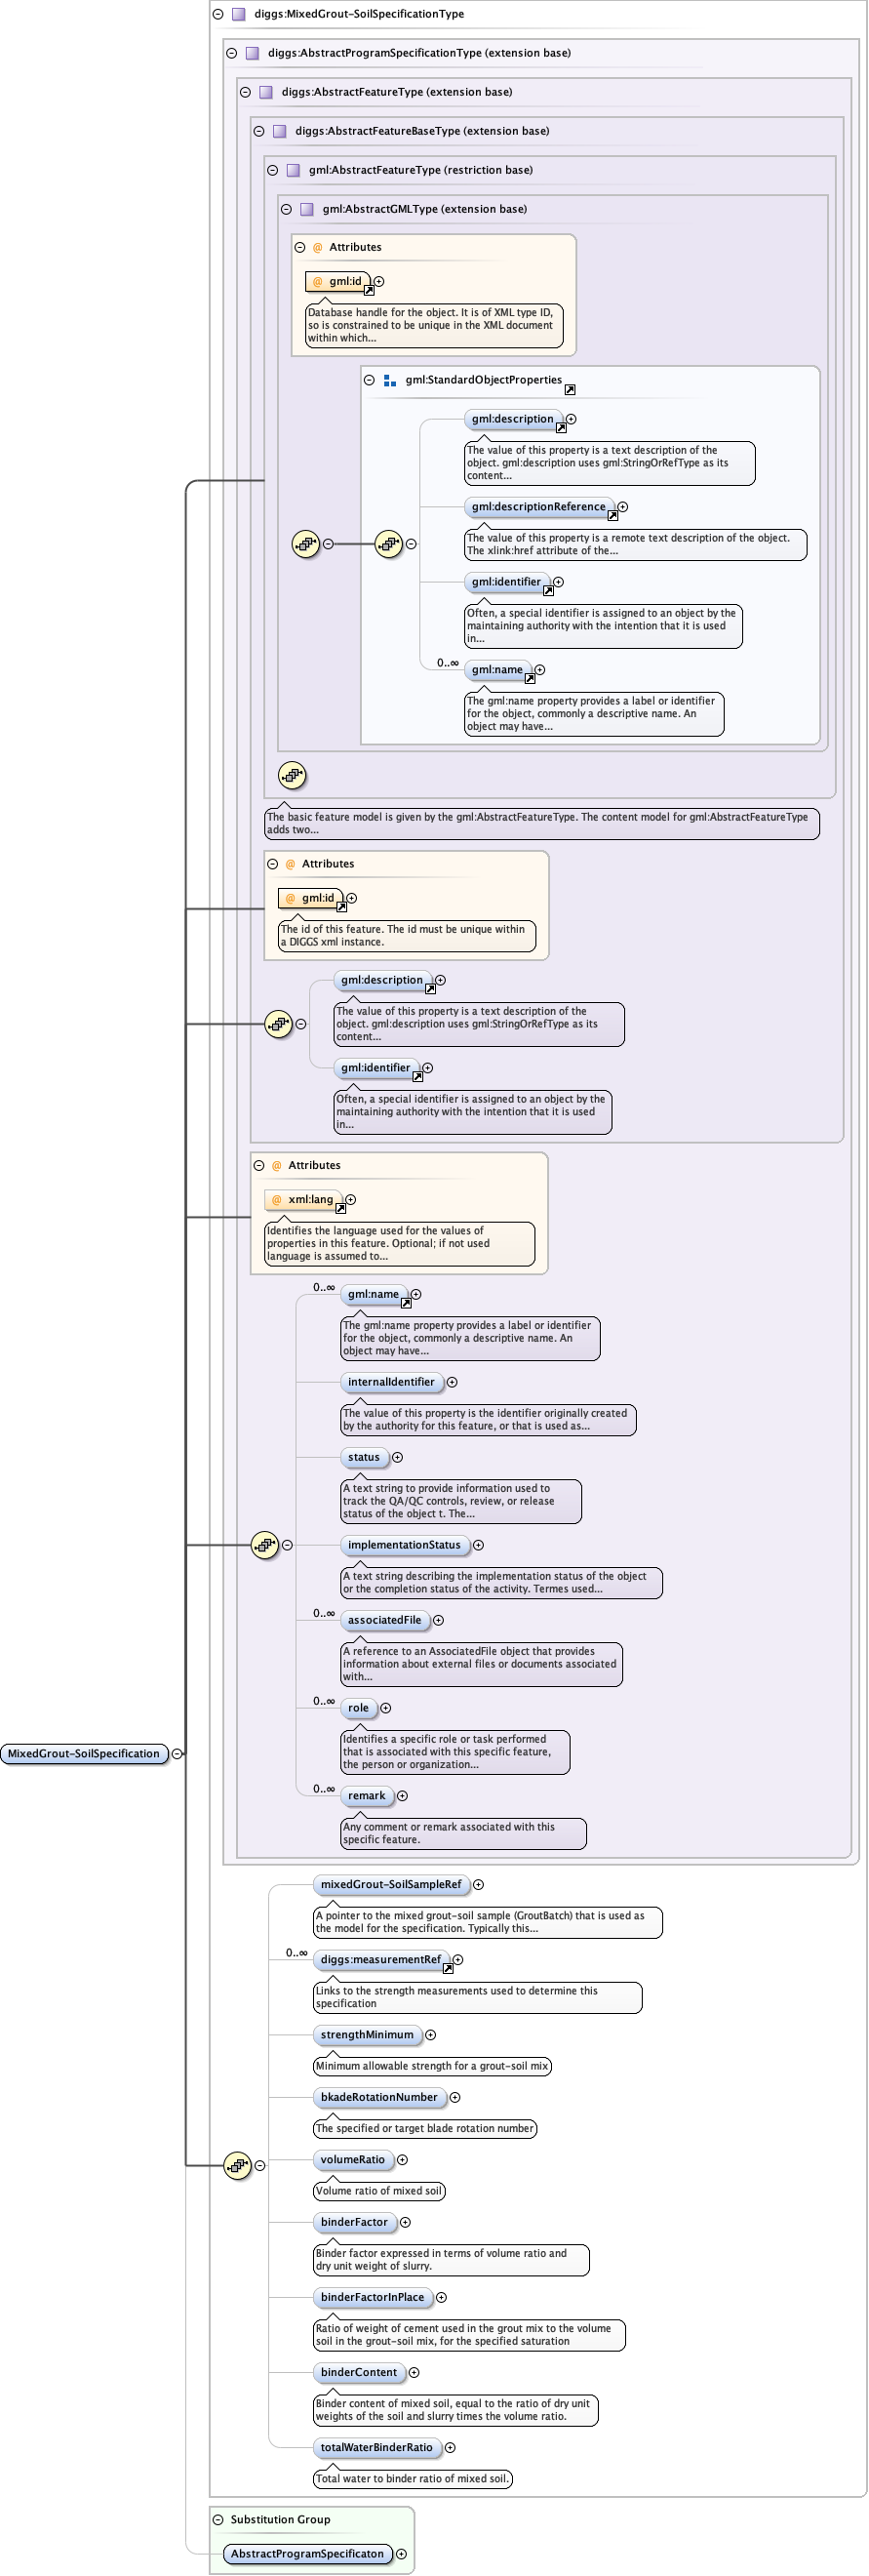 diggs:MixedGrout-SoilSpecificationType
diggs:AbstractProgramSpecificationType (extension base)
diggs:AbstractFeatureType (extension base)
diggs:AbstractFeatureBaseType (extension base)
gml:AbstractFeatureType (restriction base)
gml:AbstractGMLType (extension base)
@ Attributes
@ gml:id
Database handle for the object. It is of XML type ID,
so is constrained to be unique in the XML document
within which...
gml:StandardObjectProperties
gml:description
The value of this property is a text description of the
object. gml:description uses gml:StringOrRefType as its
content...
gml:descriptionReference
The value of this property is a remote text description of the object.
The xlink:href attribute of the...
gml:identifier
Often, a special identifier is assigned to an object by the
maintaining authority with the intention that it is used
in...
0..∞
gml:name
The gml:name property provides a label or identifier
for the object, commonly a descriptive name. An
object may have...
The basic feature model is given by the gml:AbstractFeatureType. The content model for gml:AbstractFeatureType
adds two...
@ Attributes
@ gml:id
The id of this feature. The id must be unique within
a DIGGS xml instance.
gml:description
The value of this property is a text description of the
object. gml:description uses gml:StringOrRefType as its
content...
gml:identifier
Often, a special identifier is assigned to an object by the
maintaining authority with the intention that it is used
in...
@ Attributes
@ xml:lang
Identifies the language used for the values of
properties in this feature. Optional; if not used
language is assumed to...
0..∞
gml:name
The gml:name property provides a label or identifier
for the object, commonly a descriptive name. An
object may have...
internalIdentifier
The value of this property is the identifier originally created
by the authority for this feature, or that is used as...
status
A text string to provide information used to
track the QA/QC controls, review, or release
status of the object t. The...
implementationStatus
A text string describing the implementation status of the object
or the completion status of the activity. Termes used...
0..∞
associatedFile
A reference to an AssociatedFile object that provides
information about external files or documents associated
with...
0..∞
role
Identifies a specific role or task performed
that is associated with this specific feature,
the person or organization...
MixedGrout-SoilSpecification
0..∞
remark
Any comment or remark associated with this
specific feature.
mixedGrout-SoilSampleRef
A pointer to the mixed grout-soil sample (GroutBatch) that is used as
the model for the specification. Typically this...
0..∞
diggs:measurementRef
Links to the strength measurements used to determine this
specification
strengthMinimum
Minimum allowable strength for a grout-soil mix
bkadeRotationNumber
The specified or target blade rotation number
volumeRatio
Volume ratio of mixed soil
binderFactor
Binder factor expressed in terms of volume ratio and
dry unit weight of slurry.
binderFactorInPlace
Ratio of weight of cement used in the grout mix to the volume
soil in the grout-soil mix, for the specified saturation
binderContent
Binder content of mixed soil, equal to the ratio of dry unit
weights of the soil and slurry times the volume ratio.
totalWaterBinderRatio
Total water to binder ratio of mixed soil.
Substitution Group
AbstractProgramSpecificaton